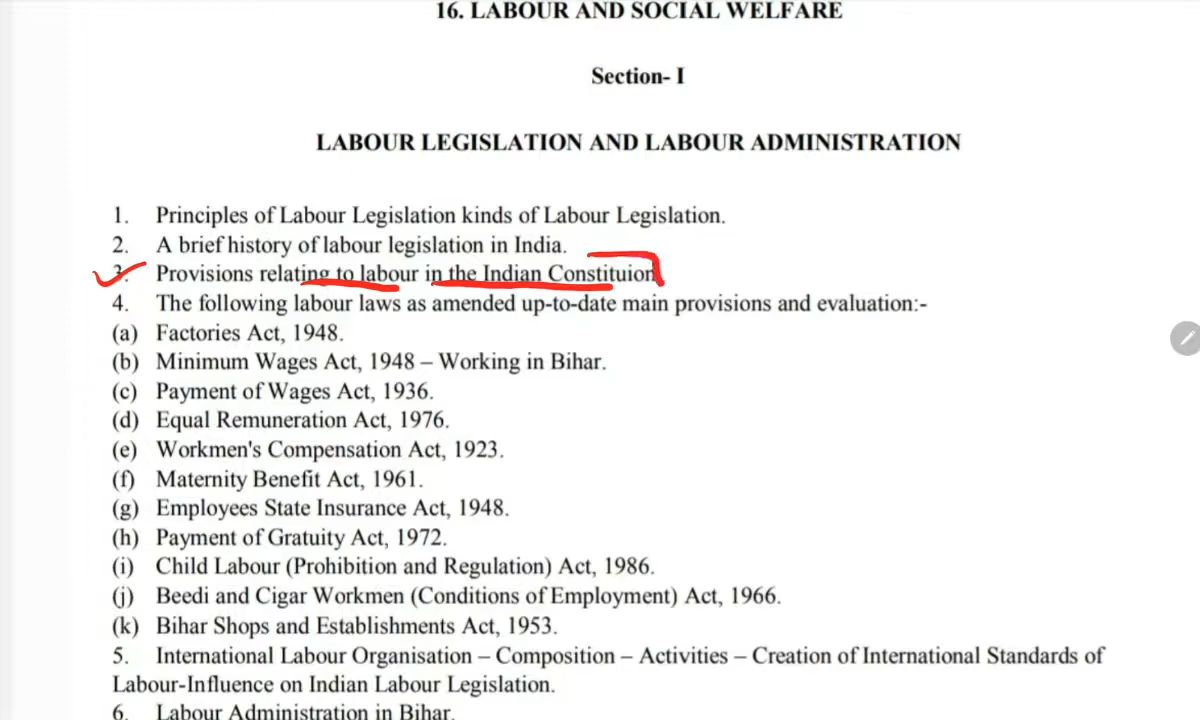 16. LABOUR AND SOCIAL WELFARE
Section- I
LABOUR LEGISLATION AND LABOUR ADMINISTRATION
1. Principles of Labour Legislation kinds of Labour Legislation.
2. A brief history of labour legislation in India.
3. Provisions relating to labour in the Indian Constituion
4. The following labour laws as amended up-to-date main provisions and evaluation:-
(a) Factories Act, 1948.
(b) Minimum Wages Act, 1948 – Working in Bihar.
(c) Payment of Wages Act, 1936.
(d) Equal Remuneration Act, 1976.
(e) Workmen's Compensation Act, 1923.
(f) Maternity Benefit Act, 1961.
(g) Employees State Insurance Act, 1948.
(h) Payment of Gratuity Act, 1972.
(i) Child Labour (Prohibition and Regulation) Act, 1986.
(j) Beedi and Cigar Workmen (Conditions of Employment) Act, 1966.
(k) Bihar Shops and Establishments Act, 1953.
5. International Labour Organisation – Composition – Activities – Creation of International Standards of
Labour-Influence on Indian Labour Legislation.
6. Labour Administration in Bihar.